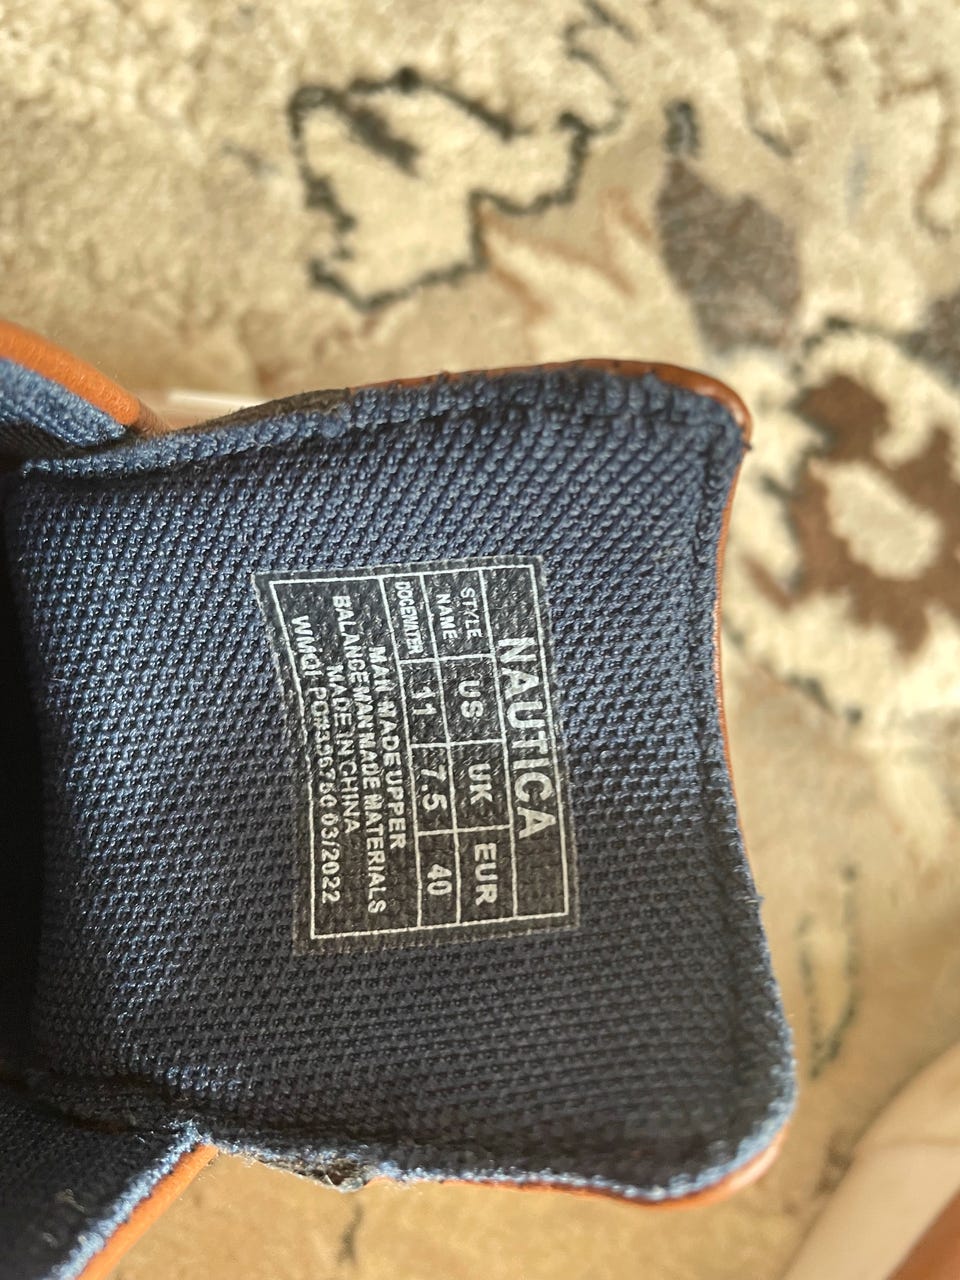 NAUTICA
STYLE NAME US UK EUR
DOCEWATER 11 7.5 40
MAN MADE UPPER
BALANCE MAN MADE MATERIALS
MADE IN CHINA
03/2022